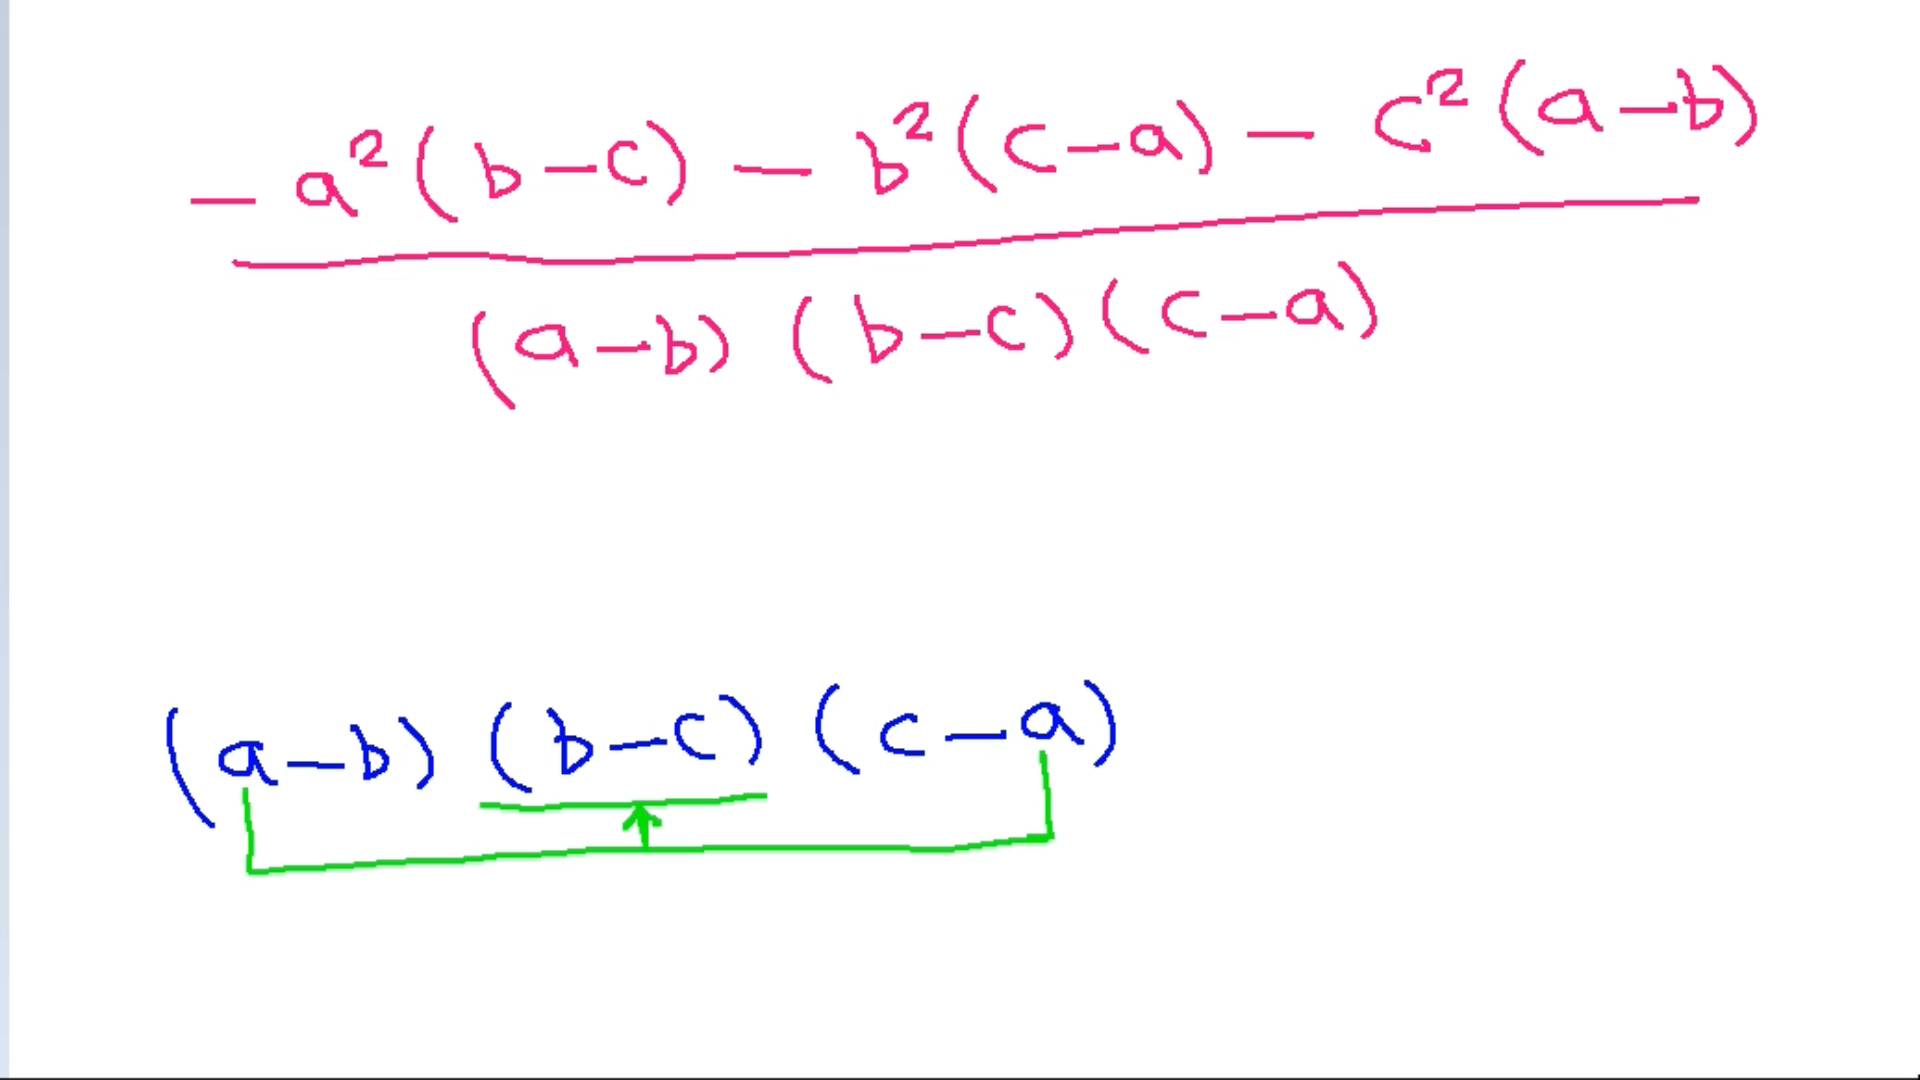 - a²(b-c) - b²(c-a) - c²(a-b)
(a-b) (b-c)(c-a)
(a-b) (b-c) (c-a)